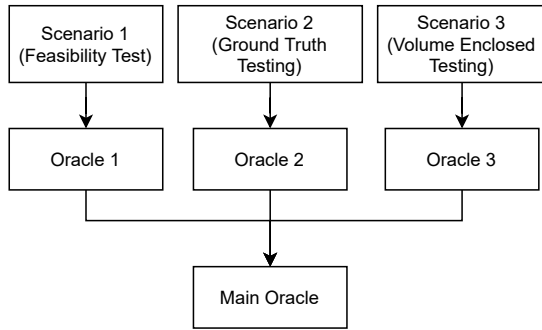 Scenario 1
(Feasibility Test)
Scenario 2
(Ground Truth
Testing)
Scenario 3
(Volume Enclosed
Testing)
Oracle 1
Oracle 2
Oracle 3
Main Oracle